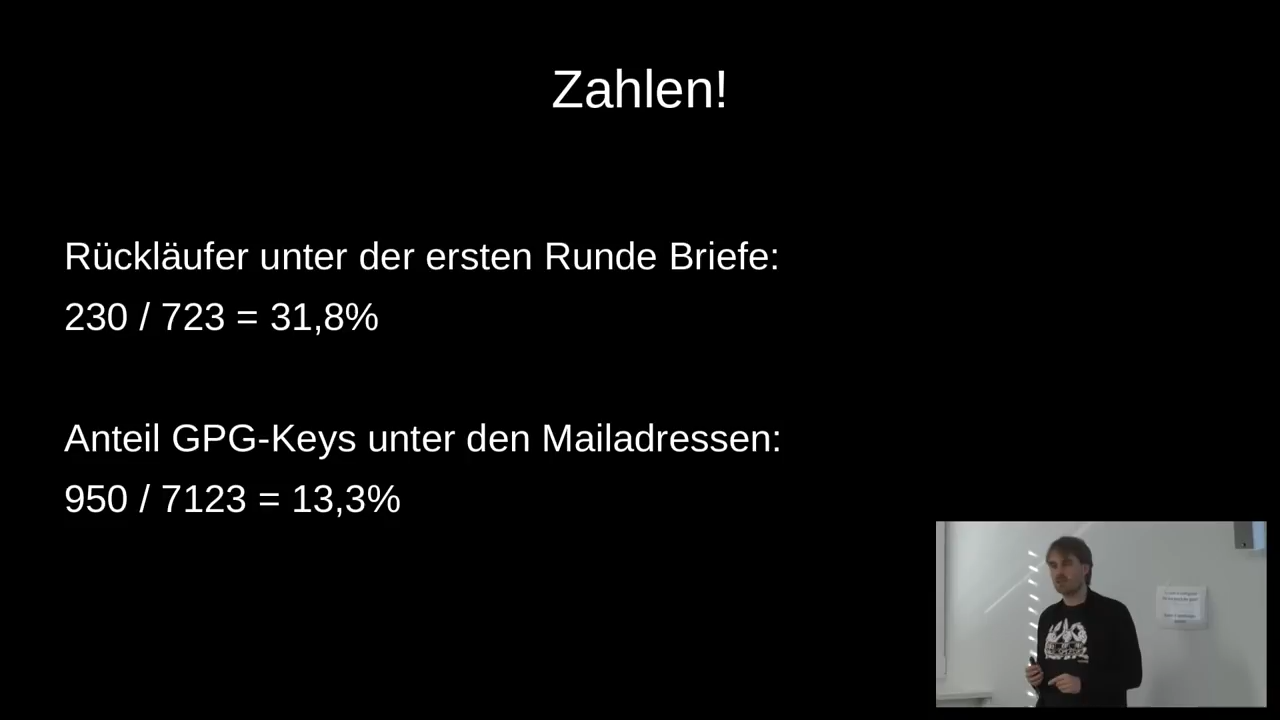 Zahlen!
Rückläufer unter der ersten Runde Briefe:
230 / 723 = 31,8%
Anteil GPG-Keys unter den Mailadressen:
950 / 7123 = 13,3%